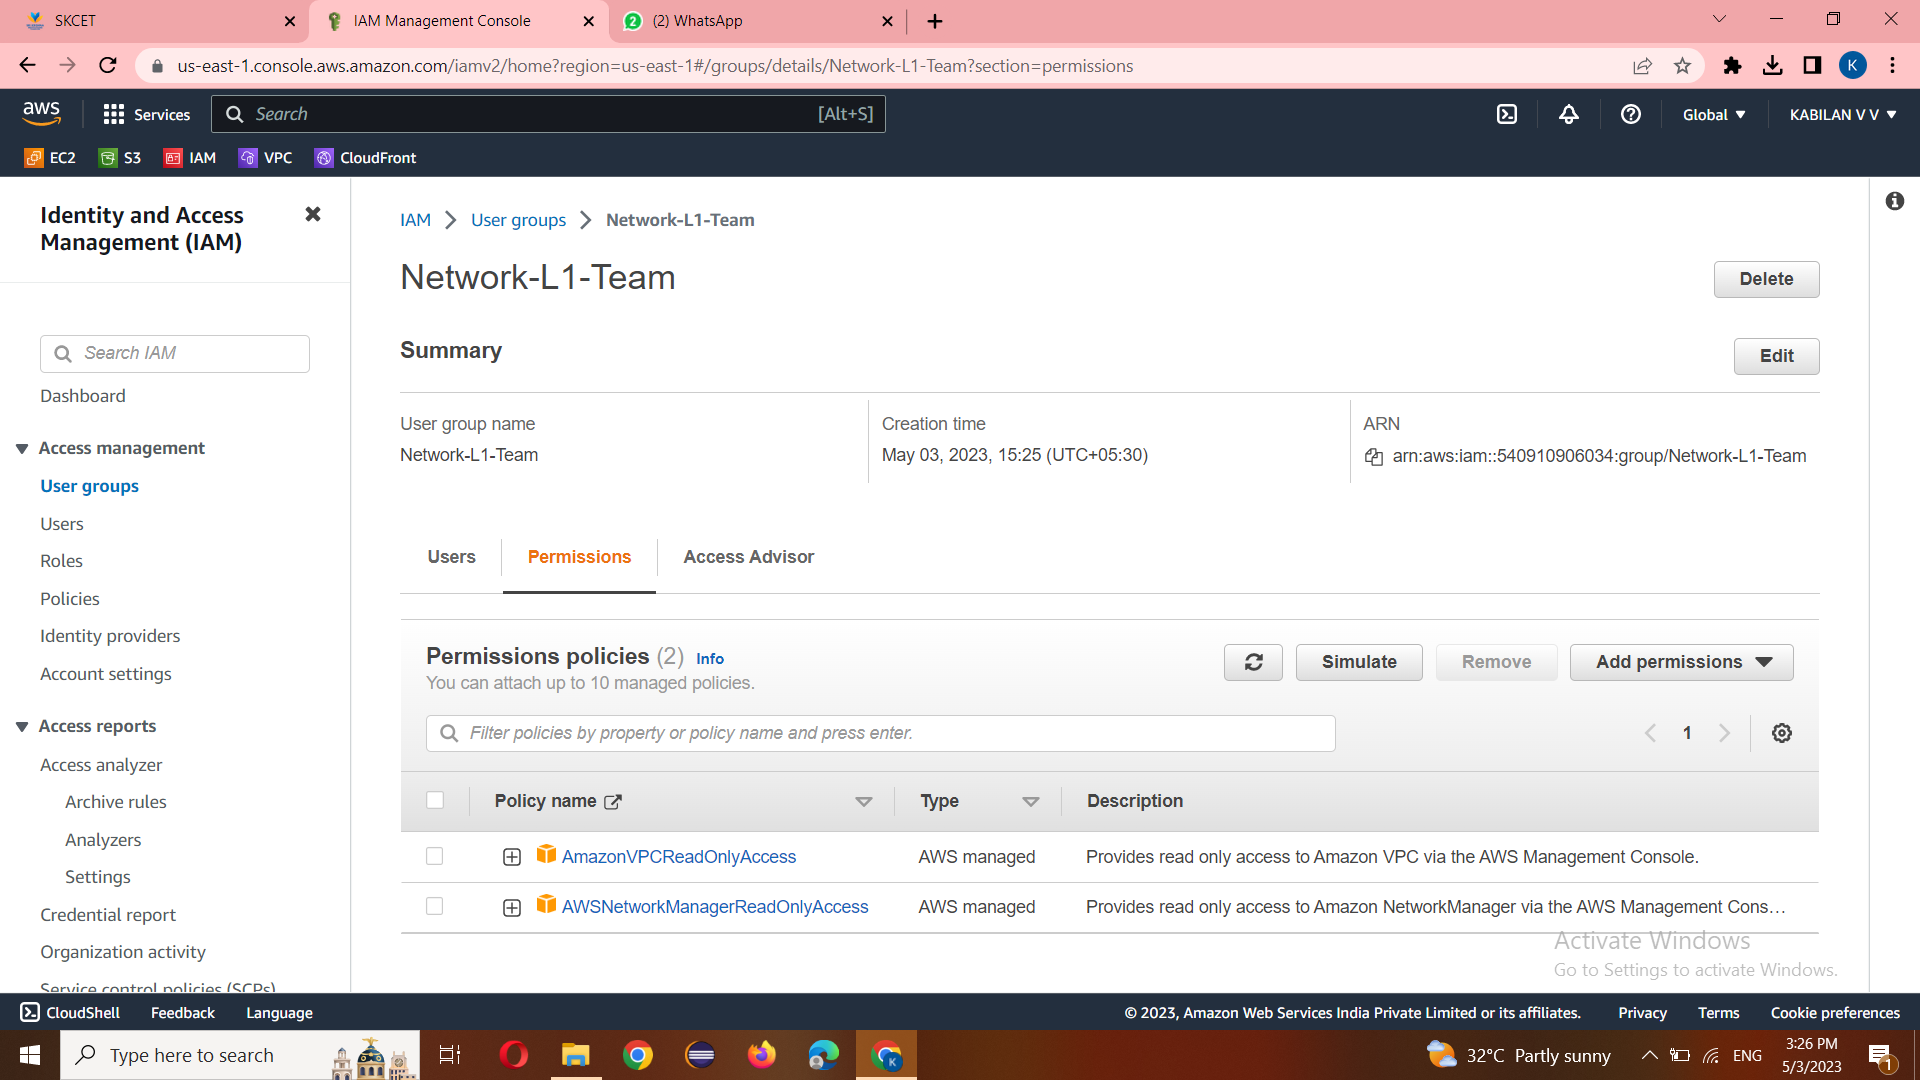 SKCET
IAM Management Console
2
(2) WhatsApp
us-east-1.console.aws.amazon.com/iamv2/home?region=us-east-1#/groups/details/Network-L1-Team?section=permissions
K
aws
Services
Search
[Alt+S]
Global
KABILAN V V
EC2
S3
IAM
VPC
CloudFront
Identity and Access
Management (IAM)
Search IAM
Dashboard
Access management
User groups
Users
Roles
Policies
Identity providers
Account settings
Access reports
Access analyzer
Archive rules
Analyzers
Settings
Credential report
Organization activity
Service control policies (SCPs)
IAM
User groups
Network-L1-Team
Network-L1-Team
Delete
Summary
Edit
User group name
Network-L1-Team
Creation time
May 03, 2023, 15:25 (UTC+05:30)
ARN
arn:aws:iam::540910906034:group/Network-L1-Team
Users
Permissions
Access Advisor
Permissions policies (2) Info
You can attach up to 10 managed policies.
Simulate
Remove
Add permissions
Filter policies by property or policy name and press enter.
1
Policy name
Type
Description
AmazonVPCReadOnlyAccess
AWS managed
Provides read only access to Amazon VPC via the AWS Management Console.
AWSNetworkManagerReadOnlyAccess
AWS managed
Provides read only access to Amazon NetworkManager via the AWS Management Cons…
Activate Windows
Go to Settings to activate Windows.
CloudShell
Feedback
Language
© 2023, Amazon Web Services India Private Limited or its affiliates.
Privacy
Terms
Cookie preferences
Type here to search
K
32°C Partly sunny
ENG
3:26 PM
5/3/2023
1